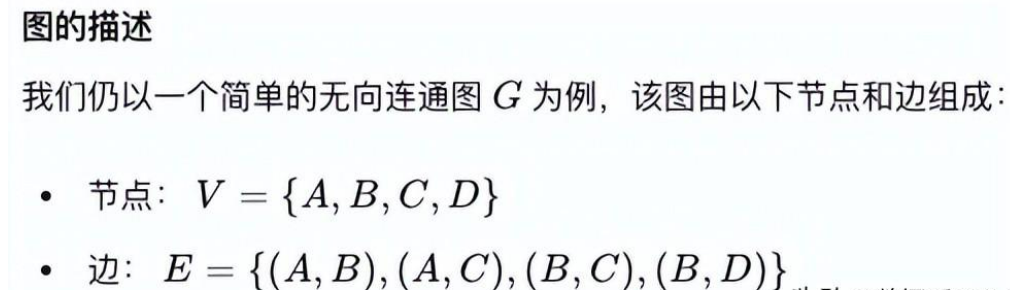 图的描述
我们仍以一个简单的无向连通图 G 为例，该图由以下节点和边组成：
• 节点： V = {A, B, C, D}
• 边： E = {(A, B), (A, C), (B, C), (B, D)}